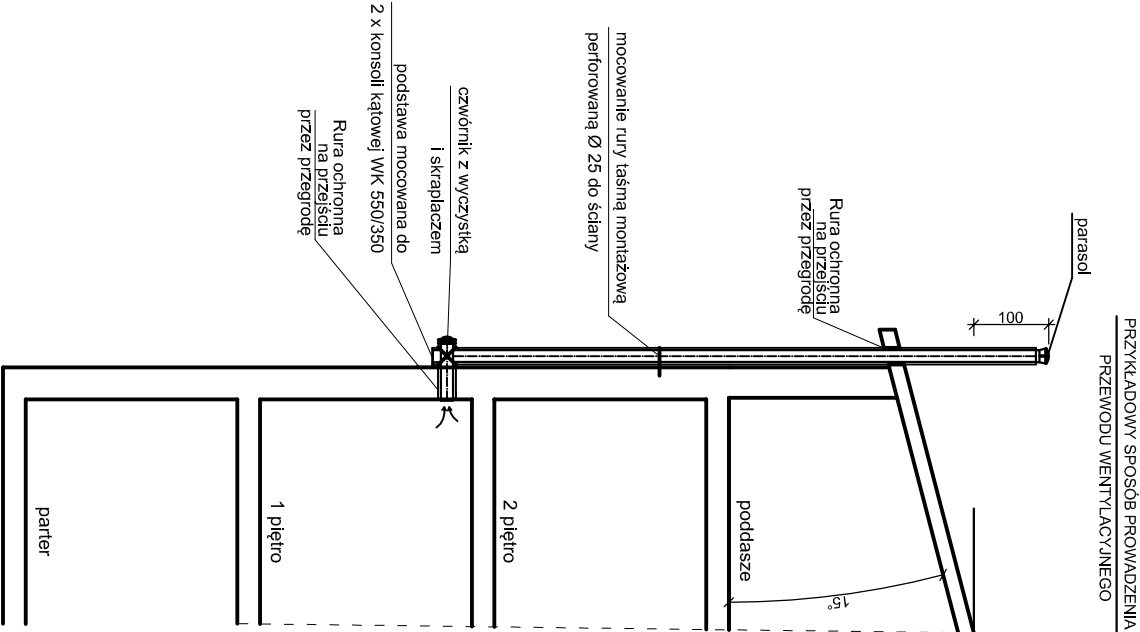 PRZYKŁADOWY SPOSÓB PROWADZENIA
PRZEWODU WENTYLACYJNEGO
parasol
100
Rura ochronna
na przejściu
przez przegrodę
mocowanie rury taśmą montażową
perforowaną Ø 25 do ściany
czwórnik z wyczystką
i skraplaczem
podstawa mocowana do
2 x konsoli kątowej WK 550/350
Rura ochronna
na przejściu
przez przegrodę
15°
poddasze
2 piętro
1 piętro
parter